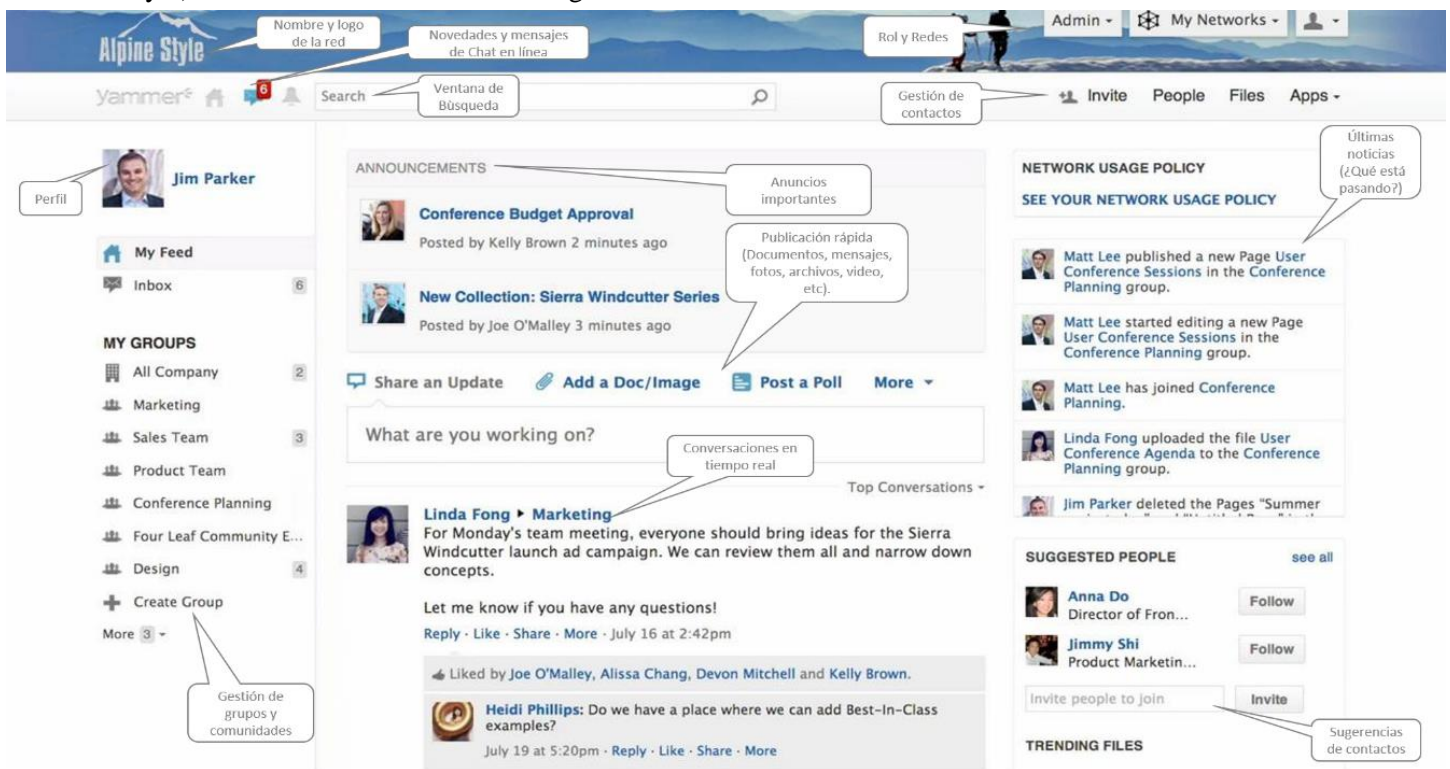 Nombre y logo
de la red
Novedades y mensajes
de Chat en línea
Rol y Redes
Admin
My Networks
Alpine Style
yammer
6
Search
Ventana de
Bùsqueda
Gestión de
contactos
Invite People Files Apps
Últimas
noticias
(¿Qué está
pasando?)
Perfil
Jim Parker
My Feed
Inbox 6
MY GROUPS
All Company 2
Marketing
Sales Team 3
Product Team
Conference Planning
Four Leaf Community E...
Design 4
Create Group
More 3
Gestión de
grupos y
comunidades
ANNOUNCEMENTS
Anuncios
importantes
Conference Budget Approval
Posted by Kelly Brown 2 minutes ago
Publicación rápida
(Documentos, mensajes,
fotos, archivos, video,
etc).
New Collection: Sierra Windcutter Series
Posted by Joe O'Malley 3 minutes ago
Share an Update Add a Doc/Image Post a Poll More
What are you working on?
Conversaciones en
tiempo real
Top Conversations
Linda Fong ▸ Marketing
For Monday's team meeting, everyone should bring ideas for the Sierra
Windcutter launch ad campaign. We can review them all and narrow down
concepts.
Let me know if you have any questions!
Reply · Like · Share · More · July 16 at 2:42pm
Liked by Joe O'Malley, Alissa Chang, Devon Mitchell and Kelly Brown.
Heidi Phillips: Do we have a place where we can add Best-In-Class
examples?
July 19 at 5:20pm · Reply · Like · Share · More
NETWORK USAGE POLICY
SEE YOUR NETWORK USAGE POLICY
Matt Lee published a new Page User
Conference Sessions in the Conference
Planning group.
Matt Lee started editing a new Page
User Conference Sessions in the
Conference Planning group.
Matt Lee has joined Conference
Planning.
Linda Fong uploaded the file User
Conference Agenda to the Conference
Planning group.
Jim Parker deleted the Pages "Summer
SUGGESTED PEOPLE see all
Anna Do
Director of Fron...
Follow
Jimmy Shi
Product Marketin...
Follow
Invite people to join Invite
Sugerencias
de contactos
TRENDING FILES